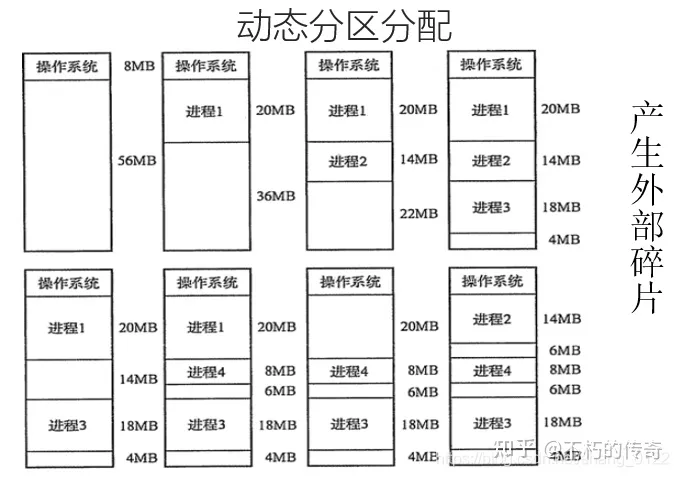 动态分区分配
操作系统 8MB
56MB
操作系统
进程1 20MB
36MB
操作系统
进程1 20MB
进程2 14MB
22MB
操作系统
进程1 20MB
进程2 14MB
进程3 18MB
4MB
产生外部碎片
操作系统
进程1 20MB
14MB
进程3 18MB
4MB
操作系统
进程1 20MB
进程4 8MB
6MB
进程3 18MB
4MB
操作系统
20MB
进程4 8MB
6MB
进程3 18MB
4MB
操作系统
进程2 14MB
6MB
进程4 8MB
6MB
进程3 18MB
4MB
知乎 @不朽的传奇